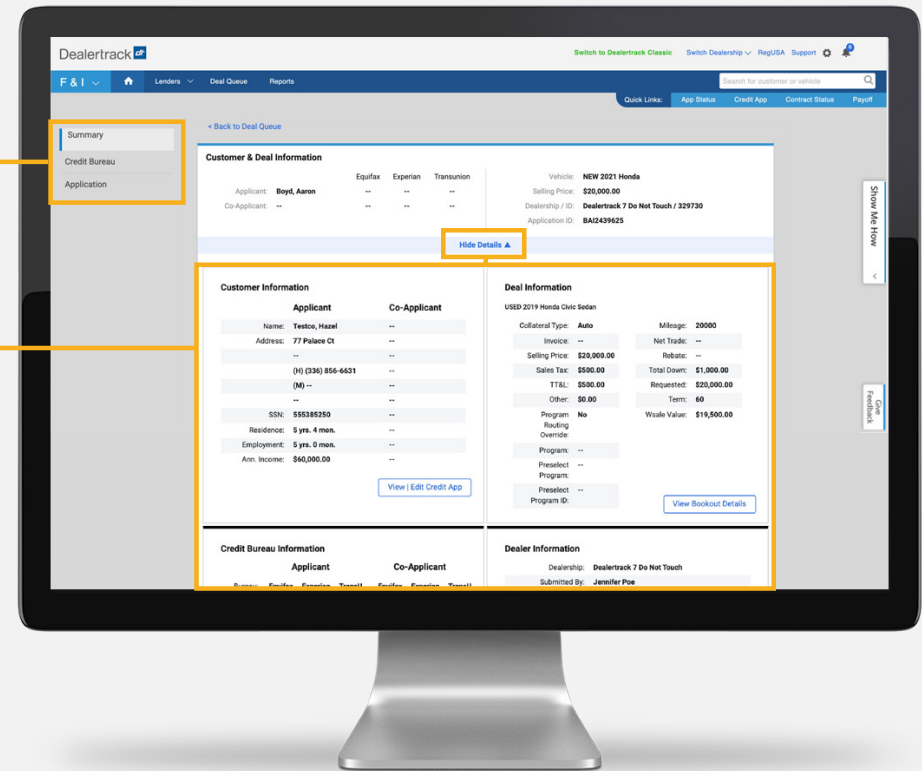 Dealertrack dt
Switch to Dealertrack Classic Switch Dealership RegUSA Support
F & I Lenders Deal Queue Reports Search for customer or vehicle
Quick Links: App Status Credit App Contract Status Payoff
Summary
Credit Bureau
Application
< Back to Deal Queue
Customer & Deal Information
Equifax Experian Transunion
Applicant: Boyd, Aaron -- -- --
Co-Applicant: -- -- -- --
Vehicle: NEW 2021 Honda
Selling Price: $20,000.00
Dealership / ID: Dealertrack 7 Do Not Touch / 329730
Application ID: BAI2439625
Hide Details ▲
Customer Information
Applicant Co-Applicant
Name: Testco, Hazel --
Address: 77 Palace Ct --
-- --
(H) (336) 856-6631 --
(M) -- --
-- --
SSN: 555385250 --
Residence: 5 yrs. 4 mon. --
Employment: 5 yrs. 0 mon. --
Ann. Income: $60,000.00 --
View | Edit Credit App
Deal Information
USED 2019 Honda Civic Sedan
Collateral Type: Auto Mileage: 20000
Invoice: -- Net Trade: --
Selling Price: $20,000.00 Rebate: --
Sales Tax: $500.00 Total Down: $1,000.00
TT&L: $500.00 Requested: $20,000.00
Other: $0.00 Term: 60
Program No Wsale Value: $19,500.00
Routing
Override:
Program: --
Preselect --
Program:
Preselect --
Program ID:
View Bookout Details
Credit Bureau Information
Applicant Co-Applicant
Bureau: Equifax Experian TransU Equifax Experian TransU
Dealer Information
Dealership: Dealertrack 7 Do Not Touch
Submitted By: Jennifer Poe
Show Me How
Give
Feedback